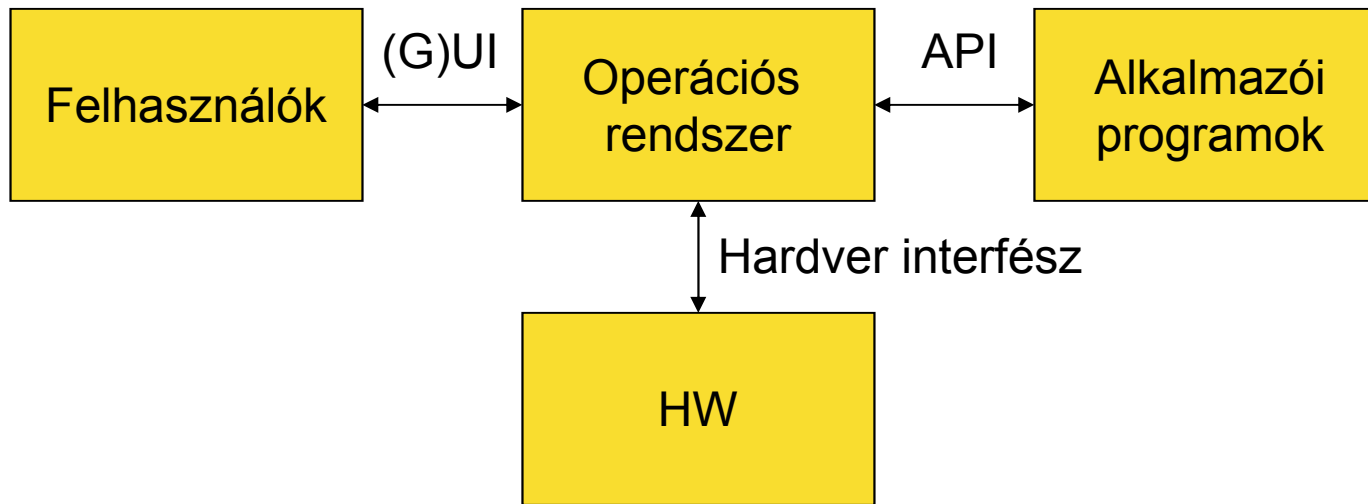 Felhasználók
(G)UI
Operációs
rendszer
API
Alkalmazói
programok
Hardver interfész
HW